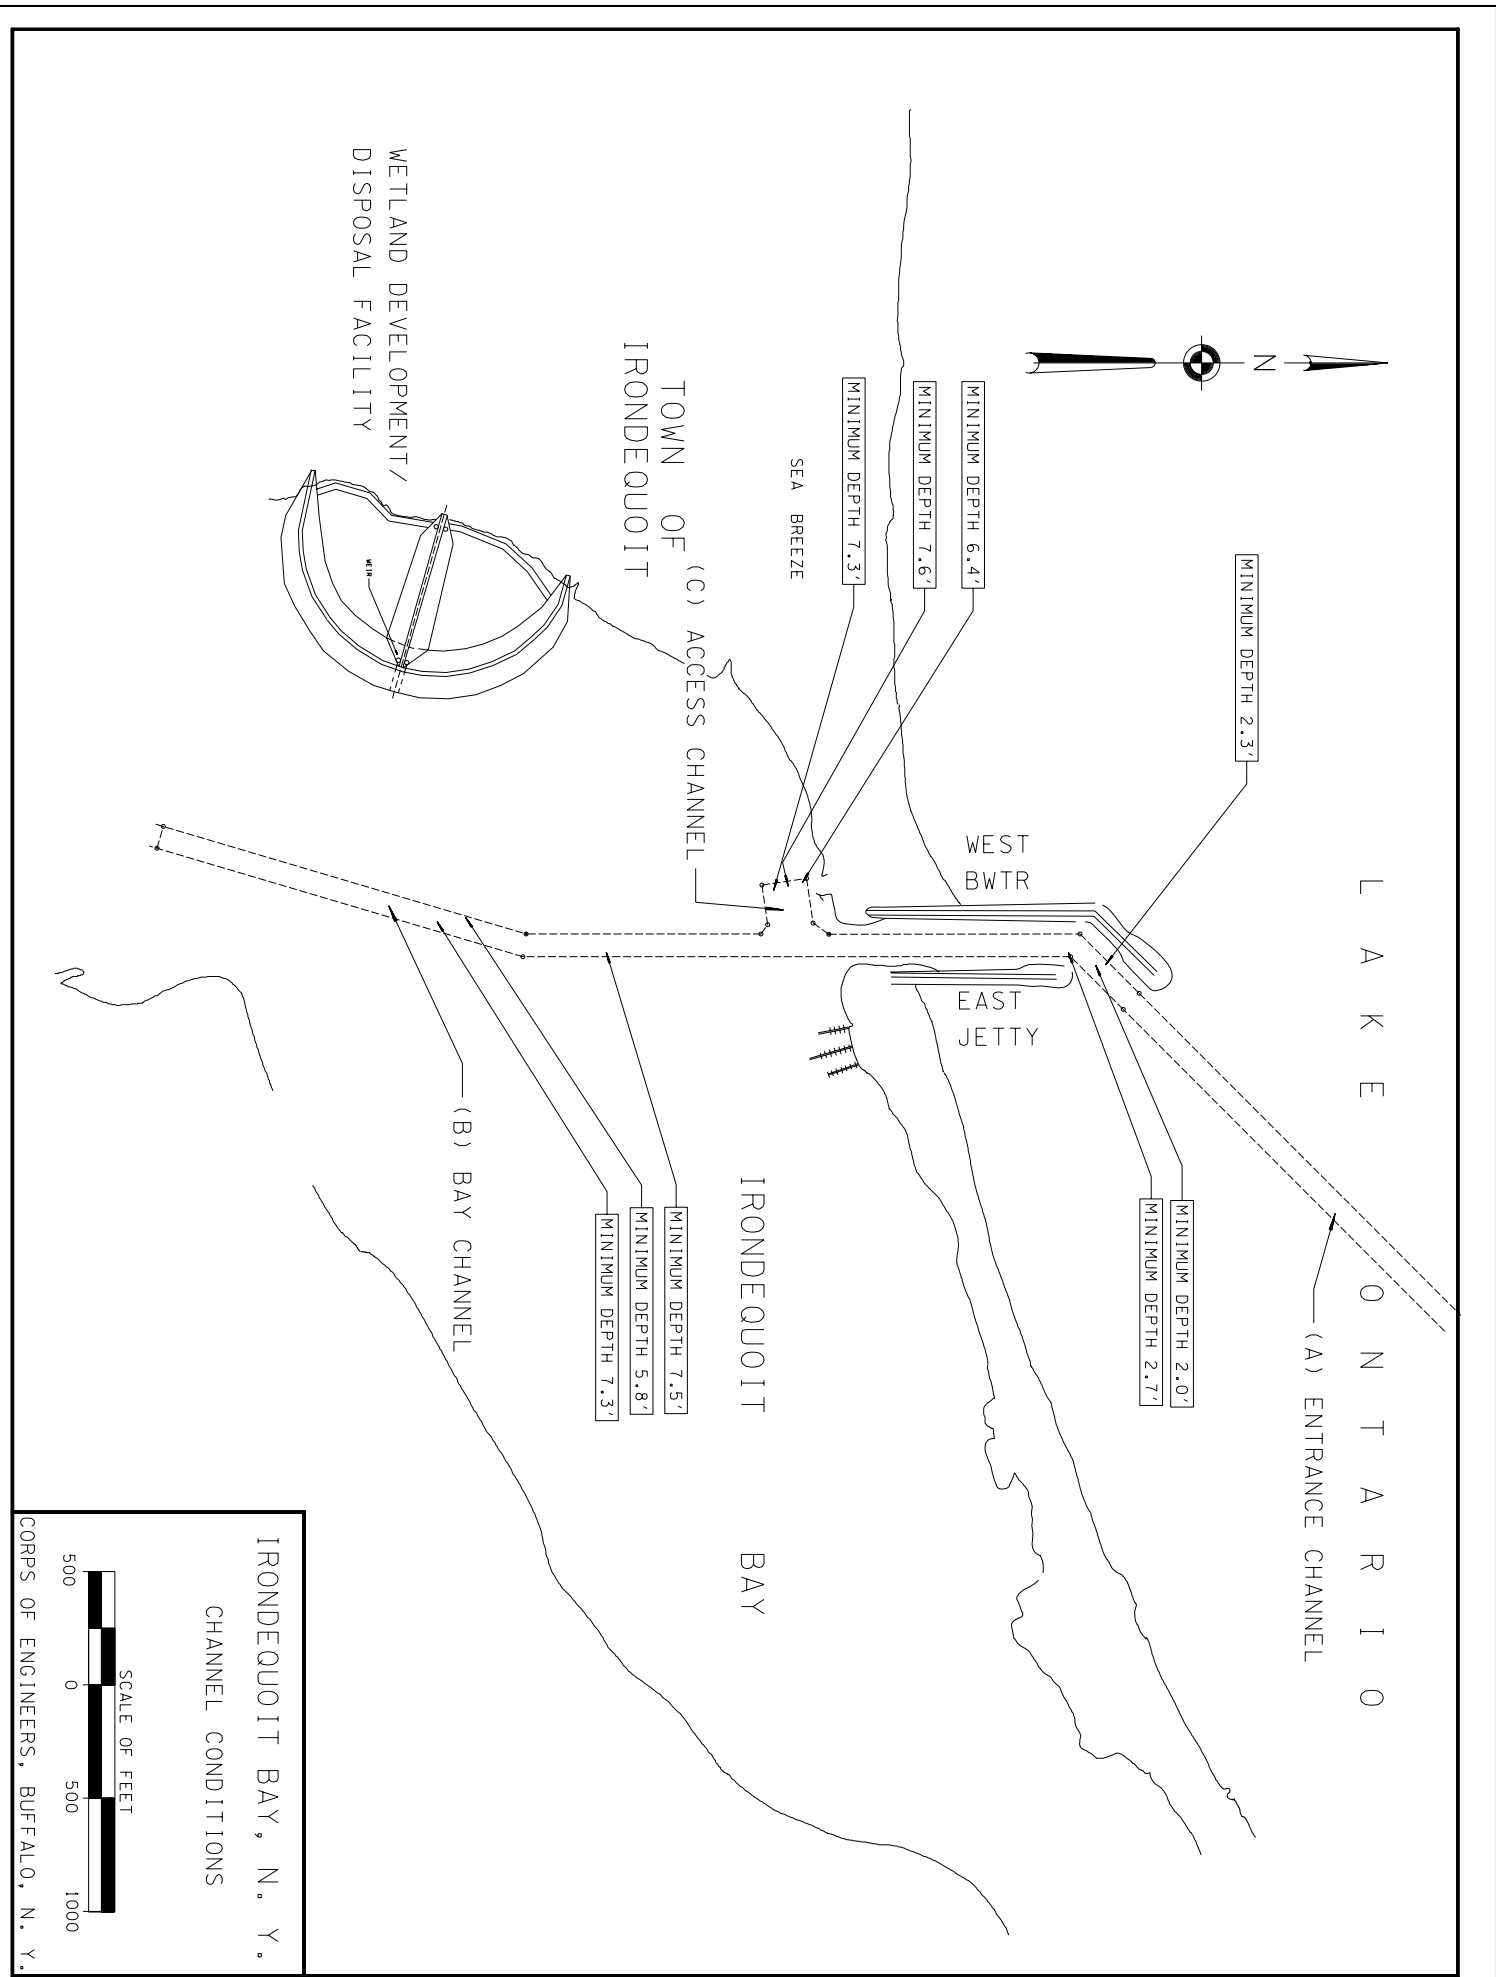 LAKE ONTARIO
N
MINIMUM DEPTH 2.3'
(A) ENTRANCE CHANNEL
MINIMUM DEPTH 2.0'
MINIMUM DEPTH 2.7'
WEST
BWTR
EAST
JETTY
MINIMUM DEPTH 6.4'
MINIMUM DEPTH 7.6'
MINIMUM DEPTH 7.3'
SEA BREEZE
(C) ACCESS CHANNEL
TOWN OF
IRONDEQUOIT
IRONDEQUOIT BAY
MINIMUM DEPTH 7.5'
MINIMUM DEPTH 5.8'
MINIMUM DEPTH 7.3'
(B) BAY CHANNEL
WETLAND DEVELOPMENT/
DISPOSAL FACILITY
WEIR
IRONDEQUOIT BAY, N. Y.
CHANNEL CONDITIONS
SCALE OF FEET
500 0 500 1000
CORPS OF ENGINEERS, BUFFALO, N. Y.